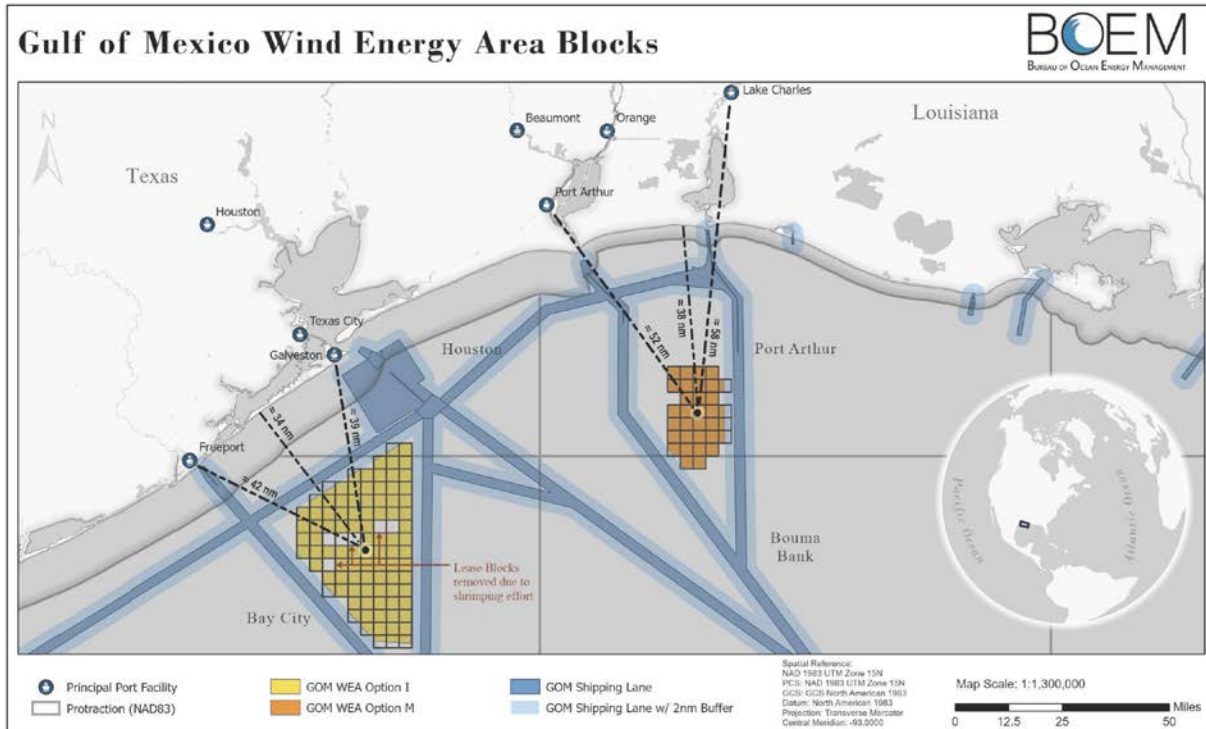 Gulf of Mexico Wind Energy Area Blocks
BOEM
BUREAU OF OCEAN ENERGY MANAGEMENT
Lake Charles
Beaumont
Orange
Louisiana
N
Texas
Port Arthur
Houston
Texas City
Galveston
Houston
Port Arthur
≈ 52 nm
≈ 38 nm
≈ 58 nm
≈ 34 nm
≈ 39 nm
Freeport
≈ 42 nm
Pacific Ocean
Atlantic Ocean
Bouma
Bank
Lease Blocks
removed due to
shrimping effort
Bay City
Principal Port Facility
Protraction (NAD83)
GOM WEA Option I
GOM WEA Option M
GOM Shipping Lane
GOM Shipping Lane w/ 2nm Buffer
Spatial Reference:
NAD 1983 UTM Zone 15N
PCS: NAD 1983 UTM Zone 15N
GCS: GCS North American 1983
Datum: North American 1983
Projection: Transverse Mercator
Central Meridian: -93.0000
Map Scale: 1:1,300,000
Miles
0 12.5 25 50